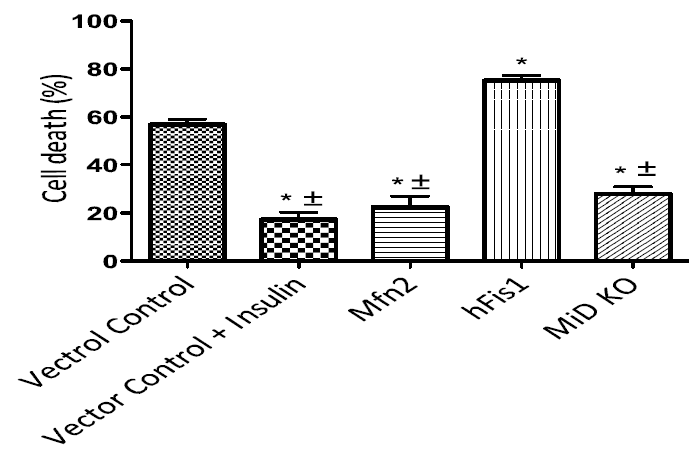 100
80
60
40
20
0
Cell death (%)
* ±
* ±
*
* ±
Vectrol Control
Vector Control + Insulin
Mfn2
hFis1
MiD KO